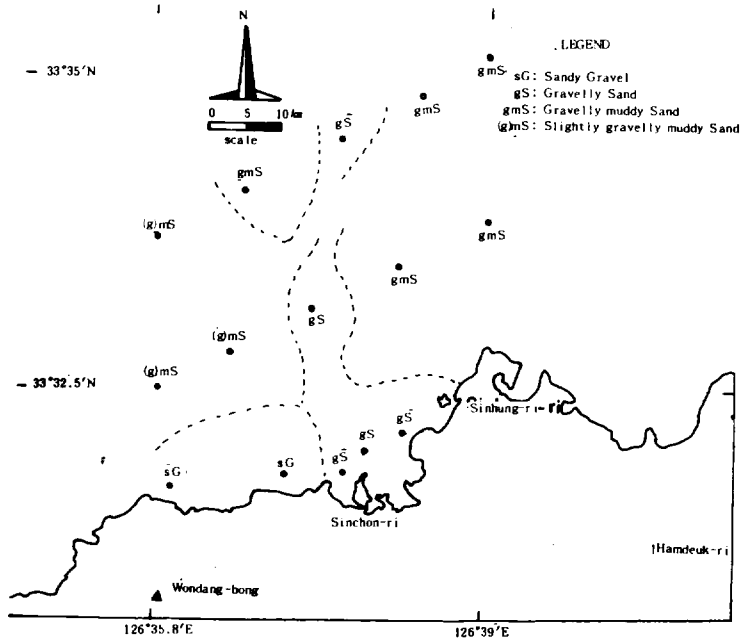 N
33°35'N
0 5 10 km
scale
LEGEND
sG: Sandy Gravel
gS: Gravelly Sand
gmS: Gravelly muddy Sand
(g)mS: Slightly gravelly muddy Sand
gmS
gmS
gS
gmS
(g)mS
gmS
gmS
gS
(g)mS
(g)mS
33°32.5'N
Sinhung-ri-ri
gS
gS
gS
sG
sG
Sinchon-ri
Hamdeuk-ri
Wondang-bong
126°35.8'E
126°39'E